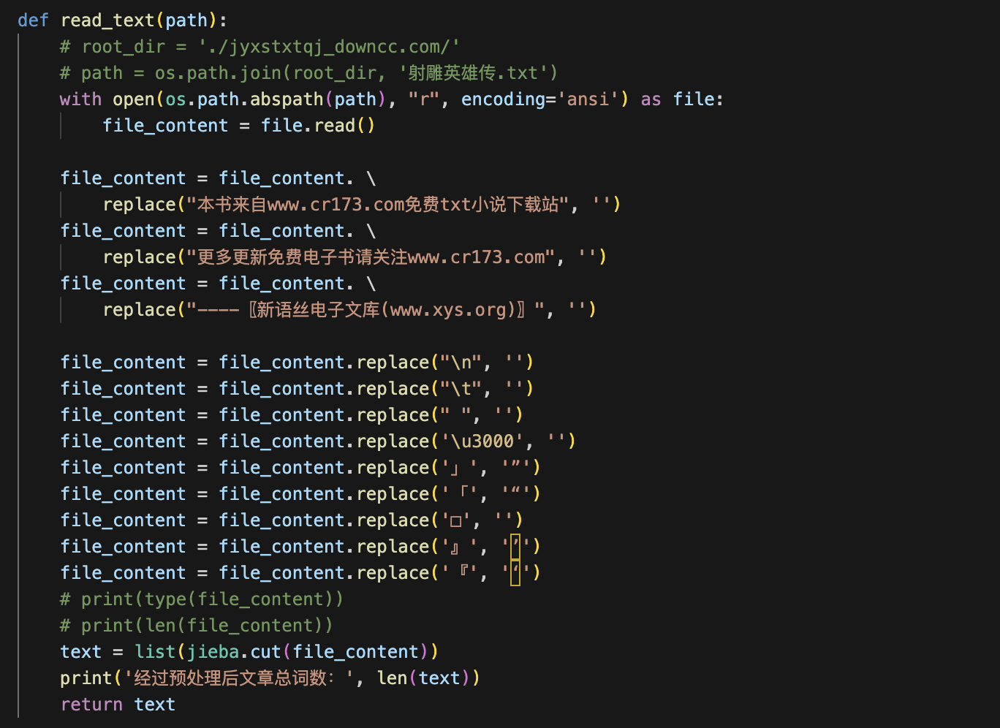 def read_text(path):
    # root_dir = './jyxstxtqj_downcc.com/'
    # path = os.path.join(root_dir, '射雕英雄传.txt')
    with open(os.path.abspath(path), "r", encoding='ansi') as file:
        file_content = file.read()

    file_content = file_content. \
        replace("本书来自www.cr173.com免费txt小说下载站", '')
    file_content = file_content. \
        replace("更多更新免费电子书请关注www.cr173.com", '')
    file_content = file_content. \
        replace("----〖新语丝电子文库(www.xys.org)〗", '')

    file_content = file_content.replace("\n", '')
    file_content = file_content.replace("\t", '')
    file_content = file_content.replace(" ", '')
    file_content = file_content.replace('\u3000', '')
    file_content = file_content.replace('」', '”')
    file_content = file_content.replace('「', '“')
    file_content = file_content.replace('□', '')
    file_content = file_content.replace('』', '’')
    file_content = file_content.replace('『', '‘')
    # print(type(file_content))
    # print(len(file_content))
    text = list(jieba.cut(file_content))
    print('经过预处理后文章总词数：', len(text))
    return text